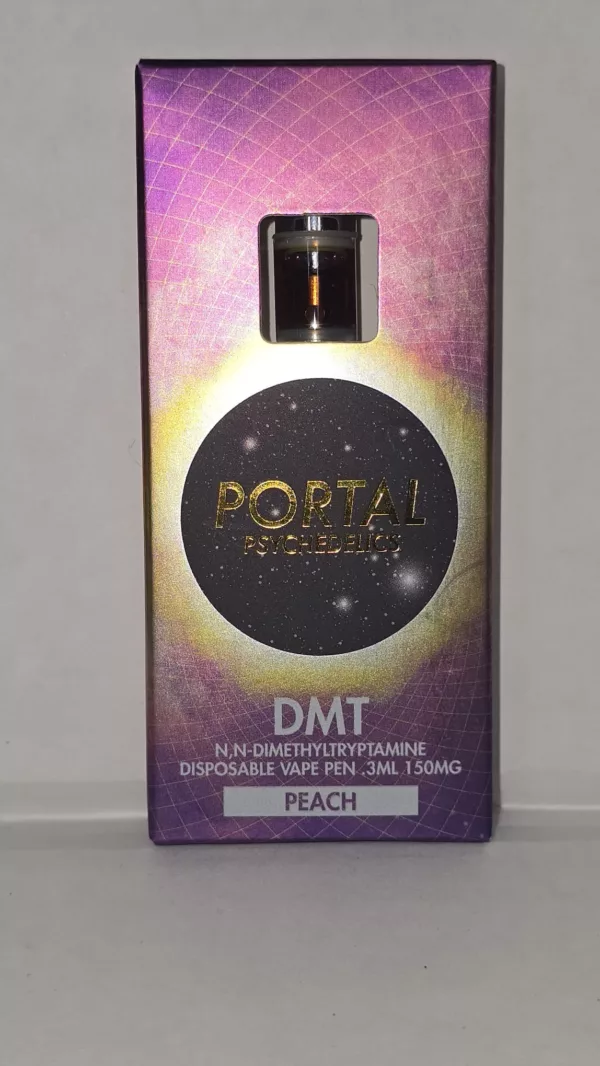 PORTAL
PSYCHEDELICS
DMT
N,N-DIMETHYLTRYPTAMINE
DISPOSABLE VAPE PEN .3ML 150MG
PEACH